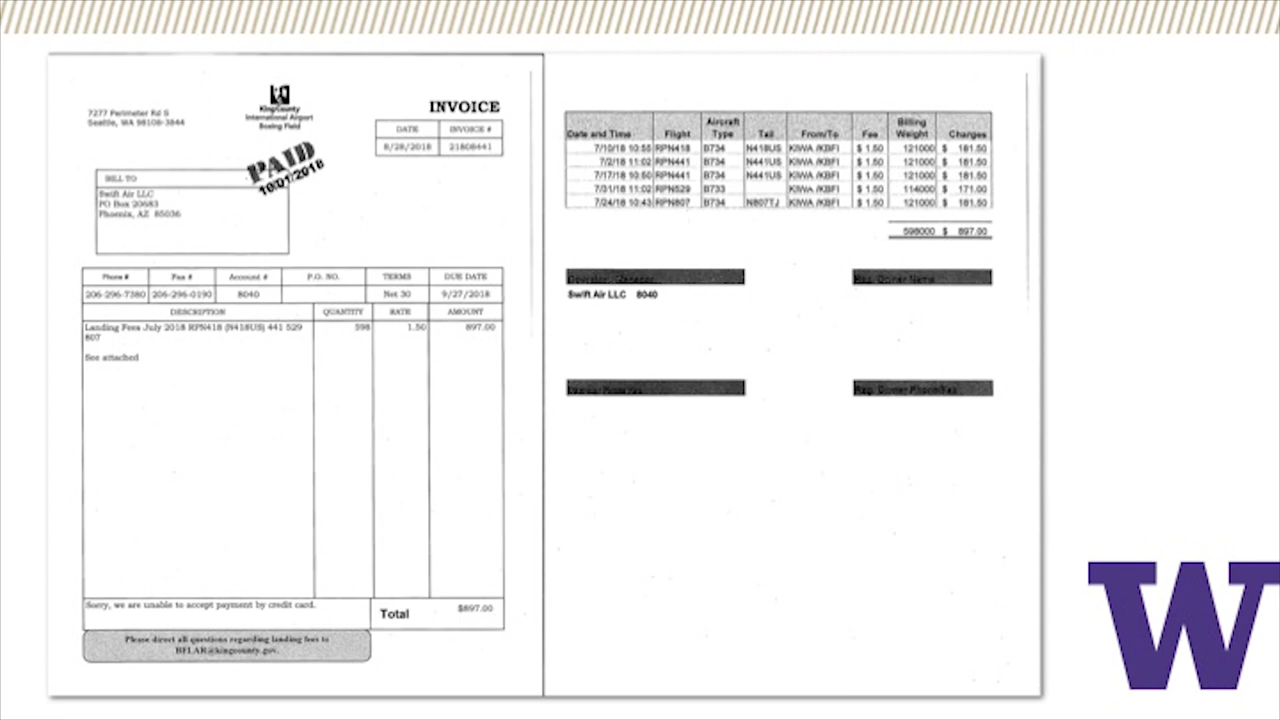 7277 Perimeter Rd S
Seattle, WA 98108-3844
King County
International Airport
Boeing Field
INVOICE
DATE INVOICE #
8/28/2018 21808441
PAID
10/01/2018
BILL TO
Swift Air LLC
PO Box 20683
Phoenix, AZ 85036
Phone # Fax # Account # P.O. NO. TERMS DUE DATE
206-296-7380 206-296-0190 8040 Net 30 9/27/2018
DESCRIPTION QUANTITY RATE AMOUNT
Landing Fees July 2018 RPN418 (N418US) 441 529 598 1.50 897.00
807
See attached
Sorry, we are unable to accept payment by credit card.
Total $897.00
Please direct all questions regarding landing fees to
BFLAR@kingcounty.gov.
Date and Time Flight Aircraft Type Tail From/To Fee Billing Weight Charges
7/10/18 10:55 RPN418 B734 N418US KIWA /KBFI $ 1.50 121000 $ 181.50
7/2/18 11:02 RPN441 B734 N441US KIWA /KBFI $ 1.50 121000 $ 181.50
7/17/18 10:50 RPN441 B734 N441US KIWA /KBFI $ 1.50 121000 $ 181.50
7/31/18 11:02 RPN529 B733 KIWA /KBFI $ 1.50 114000 $ 171.00
7/24/18 10:43 RPN807 B734 N807TJ KIWA /KBFI $ 1.50 121000 $ 181.50
598000 $ 897.00
Reg. Owner Name
Swift Air LLC 8040
Reg. Owner Phone/Fax
W